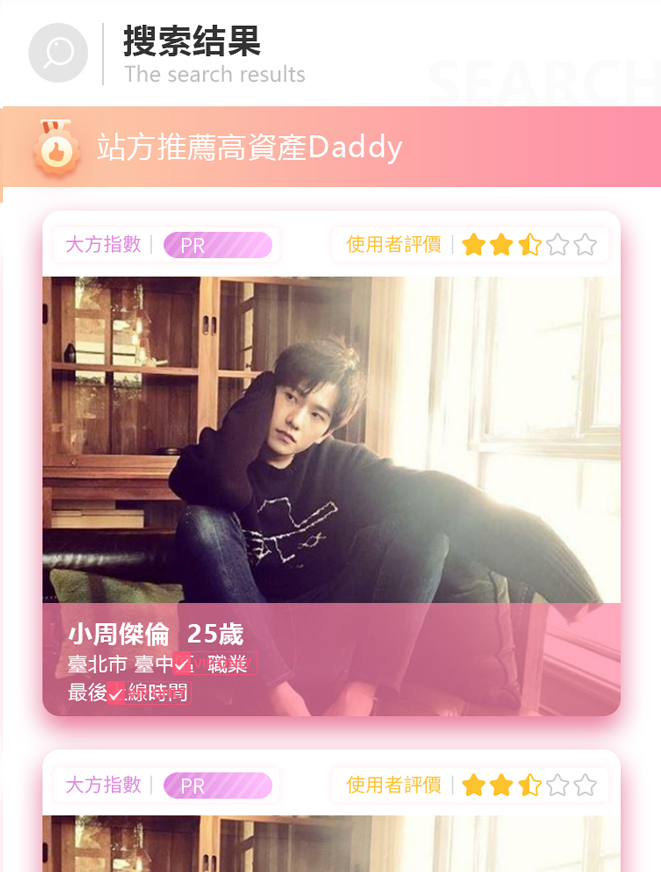 搜索结果
The search results
SEARCH
站方推薦高資產Daddy
大方指數 | PR
使用者評價 |
小周傑倫 25歲
臺北市 臺中 區 職業
最後 線時間
大方指數 | PR
使用者評價 |